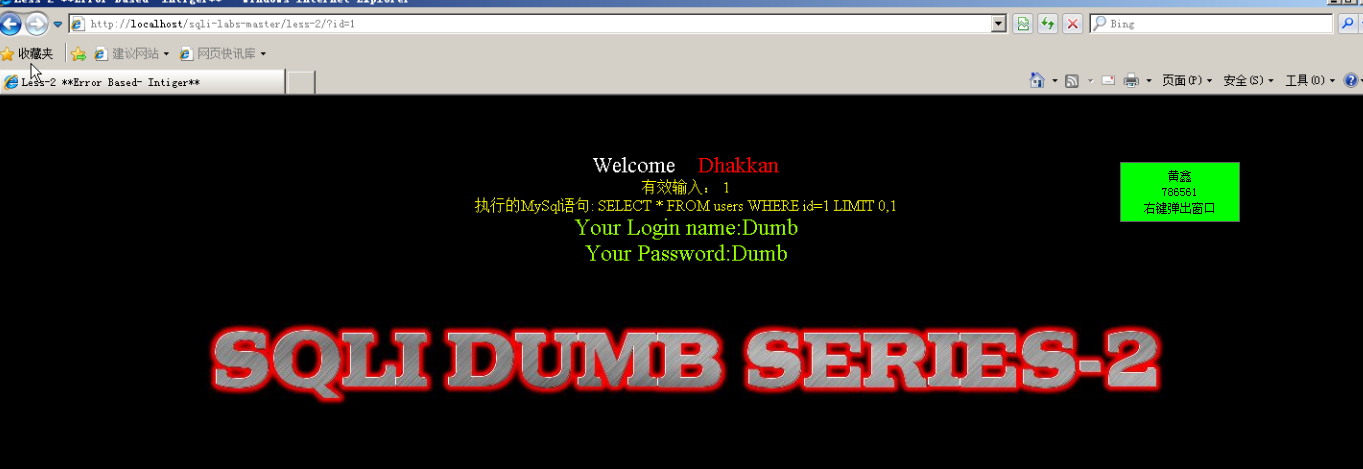 Less-2 **Error Based- Intiger** - Windows Internet Explorer
http://localhost/sqli-labs-master/less-2/?id=1
Bing
收藏夹 建议网站 网页快讯库
Less-2 **Error Based- Intiger**
页面(P) 安全(S) 工具(O)
Welcome Dhakkan
有效输入： 1
执行的MySql语句: SELECT * FROM users WHERE id=1 LIMIT 0,1
Your Login name:Dumb
Your Password:Dumb
黄鑫
786561
右键弹出窗口
SQLI DUMB SERIES-2